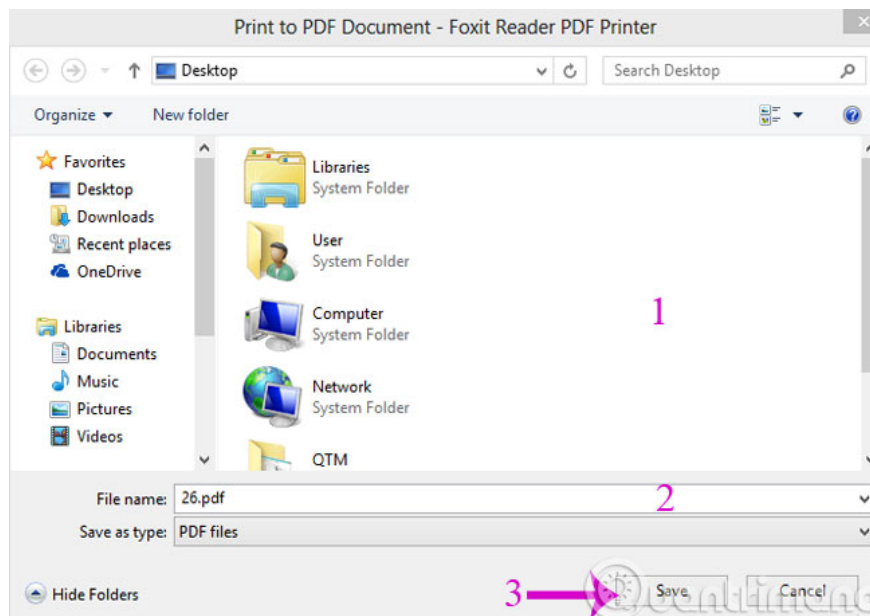 Print to PDF Document - Foxit Reader PDF Printer
Desktop
Search Desktop
Organize
New folder
Favorites
Desktop
Downloads
Recent places
OneDrive
Libraries
Documents
Music
Pictures
Videos
Libraries
System Folder
User
System Folder
Computer
System Folder
Network
System Folder
QTM
1
File name: 26.pdf
2
Save as type: PDF files
Hide Folders
3
Save
Cancel